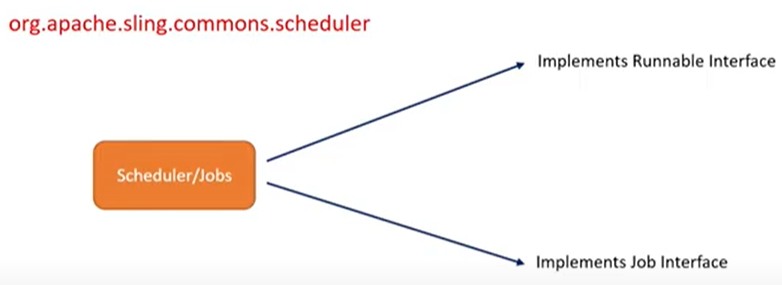 org.apache.sling.commons.scheduler
Implements Runnable Interface
Scheduler/Jobs
Implements Job Interface